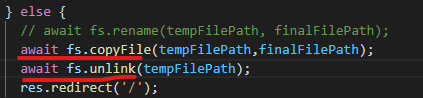 } else {
// await fs.rename(tempFilePath, finalFilePath);
await fs.copyFile(tempFilePath,finalFilePath);
await fs.unlink(tempFilePath);
res.redirect('/');